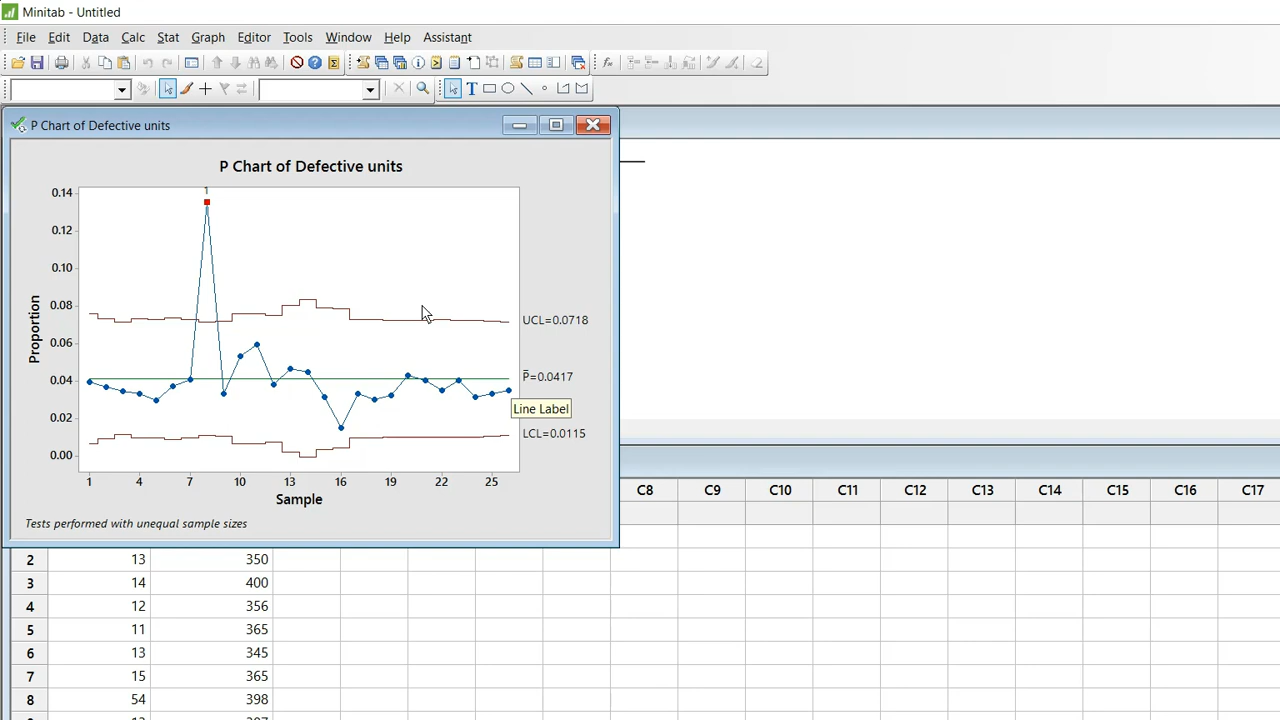 Minitab - Untitled
File Edit Data Calc Stat Graph Editor Tools Window Help Assistant
P Chart of Defective units
P Chart of Defective units
0.14
0.12
0.10
0.08
0.06
0.04
0.02
0.00
Proportion
1
UCL=0.0718
P̄=0.0417
Line Label
LCL=0.0115
1 4 7 10 13 16 19 22 25
Sample
Tests performed with unequal sample sizes
C8 C9 C10 C11 C12 C13 C14 C15 C16 C17
2 13 350
3 14 400
4 12 356
5 11 365
6 13 345
7 15 365
8 54 398